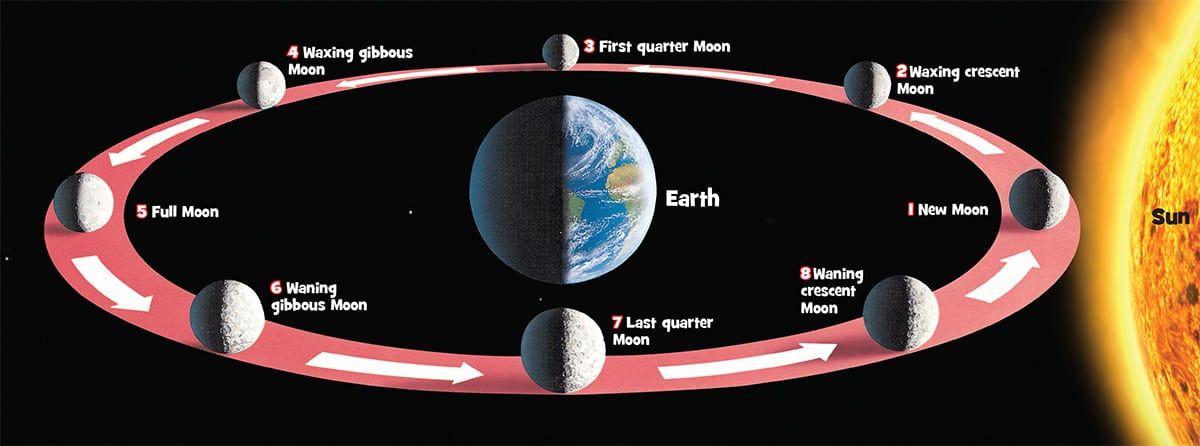 4 Waxing gibbous
Moon
3 First quarter Moon
2 Waxing crescent
Moon
Earth
5 Full Moon
1 New Moon
Sun
6 Waning
gibbous Moon
8 Waning
crescent
Moon
7 Last quarter
Moon